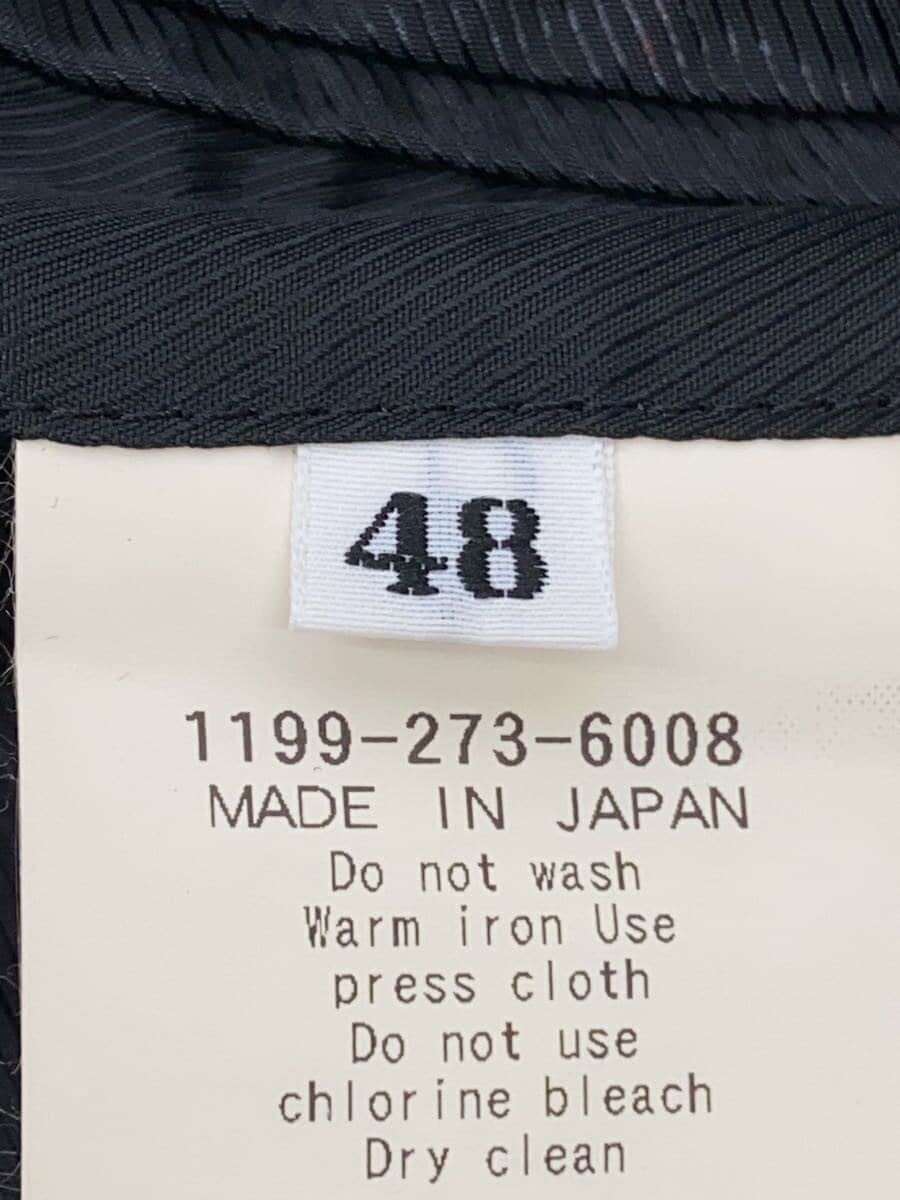 48
1199-273-6008
MADE IN JAPAN
Do not wash
Warm iron Use
press cloth
Do not use
chlorine bleach
Dry clean